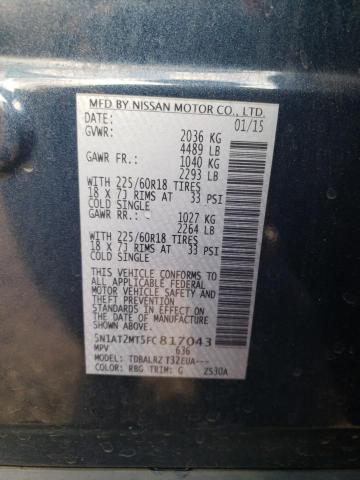 MFD BY NISSAN MOTOR CO., LTD.
DATE: 01/15
GVWR: 2036 KG
4489 LB
GAWR FR.: 1040 KG
2293 LB
WITH 225/60R18 TIRES
18 X 7J RIMS AT 33 PSI
COLD SINGLE
GAWR RR.: 1027 KG
2264 LB
WITH 225/60R18 TIRES
18 X 7J RIMS AT 33 PSI
COLD SINGLE
THIS VEHICLE CONFORMS TO
ALL APPLICABLE FEDERAL
MOTOR VEHICLE SAFETY, BUMPER,
AND THEFT PREVENTION
STANDARDS IN EFFECT ON THE
DATE OF MANUFACTURE SHOWN
ABOVE.
5N1AT2MT5FC817043
MPV 636
MODEL: TDBALRZ T32EUA---
COLOR: RBG TRIM: G ZS30A